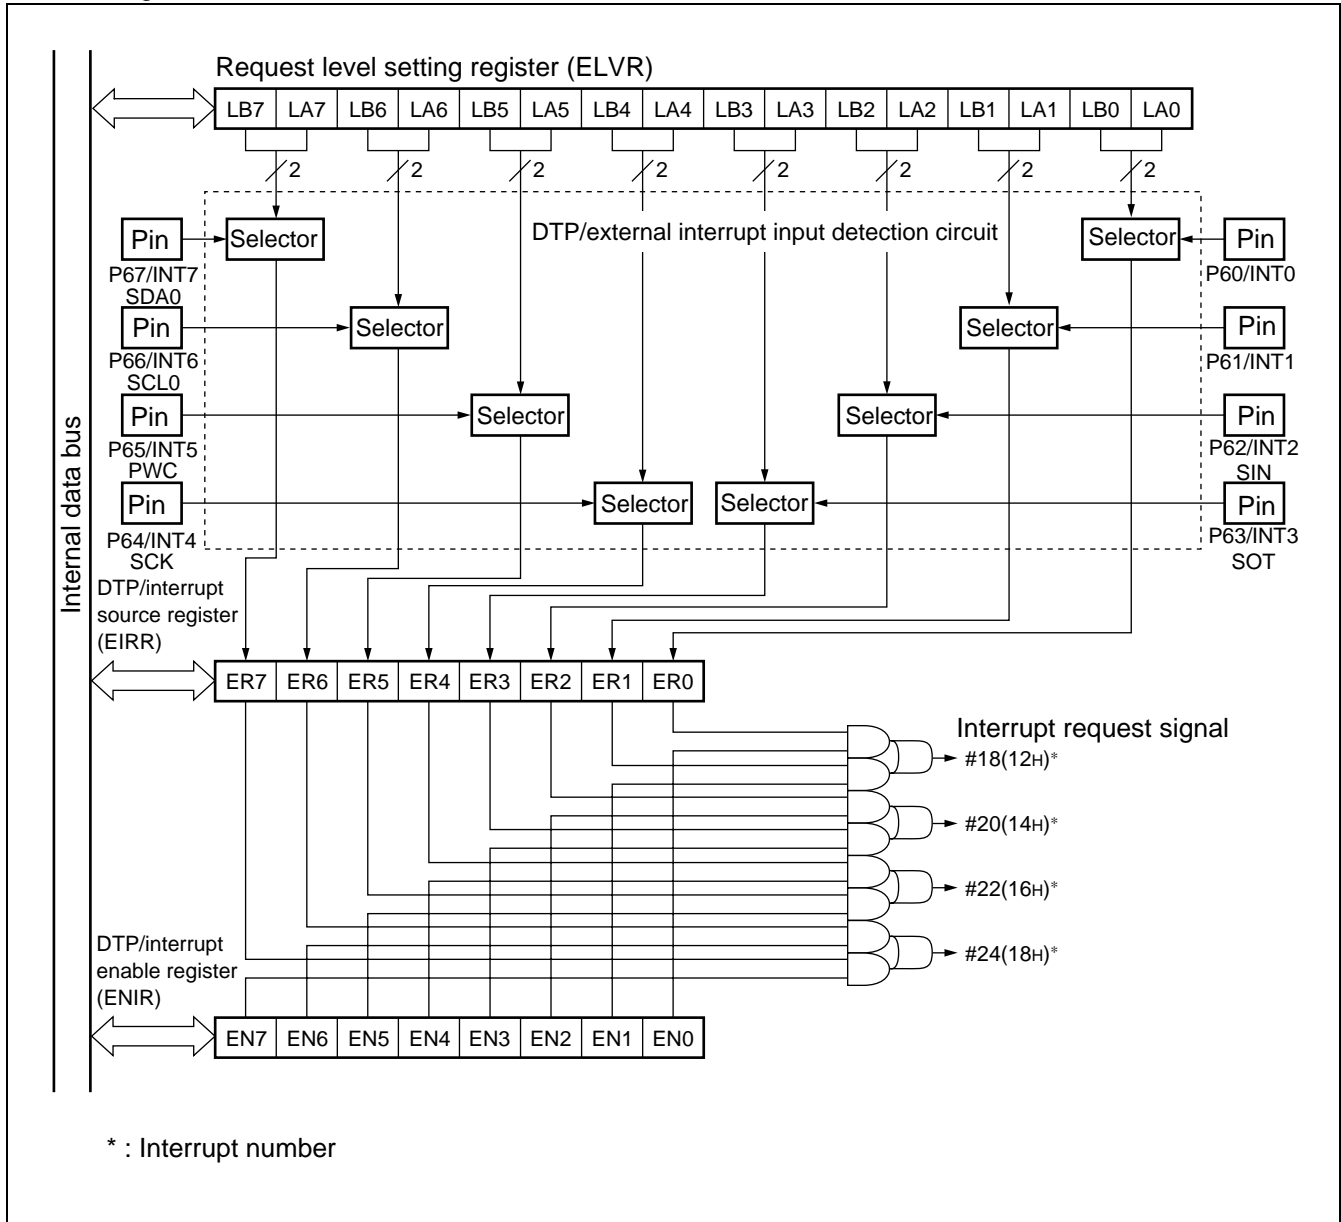 Request level setting register (ELVR)
LB7 LA7 LB6 LA6 LB5 LA5 LB4 LA4 LB3 LA3 LB2 LA2 LB1 LA1 LB0 LA0
2 2 2 2 2 2 2 2
DTP/external interrupt input detection circuit
Pin Selector Selector Pin
P67/INT7 P60/INT0
SDA0
Pin Selector Selector Pin
P66/INT6 P61/INT1
SCL0
Pin Selector Selector Pin
P65/INT5 P62/INT2
PWC SIN
Pin Selector Selector Pin
P64/INT4 P63/INT3
SCK SOT
Internal data bus
DTP/interrupt
source register
(EIRR)
ER7 ER6 ER5 ER4 ER3 ER2 ER1 ER0
Interrupt request signal
#18(12H)*
#20(14H)*
#22(16H)*
#24(18H)*
DTP/interrupt
enable register
(ENIR)
EN7 EN6 EN5 EN4 EN3 EN2 EN1 EN0
* : Interrupt number